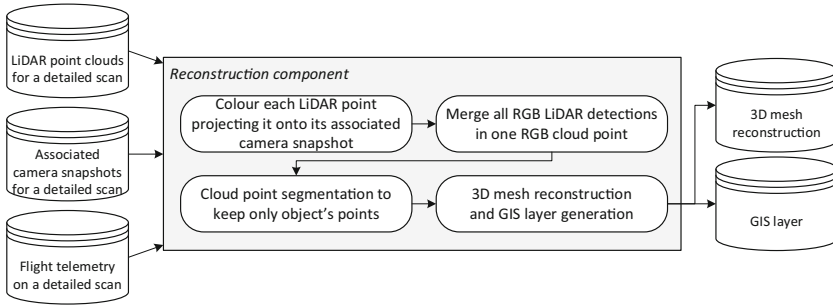 LiDAR point clouds
for a detailed scan
Associated
camera snapshots
for a detailed scan
Flight telemetry
on a detailed scan
Reconstruction component
Colour each LiDAR point
projecting it onto its associated
camera snapshot
Merge all RGB LiDAR detections
in one RGB cloud point
Cloud point segmentation to
keep only object's points
3D mesh reconstruction
and GIS layer generation
3D mesh
reconstruction
GIS layer